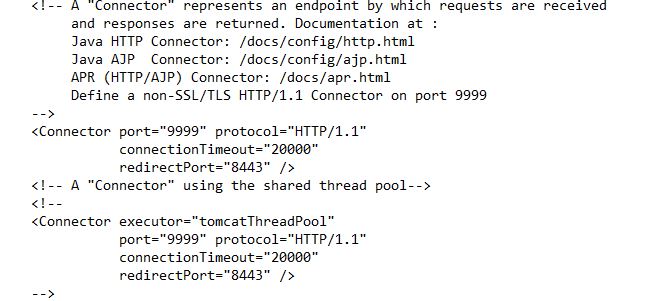 <!-- A "Connector" represents an endpoint by which requests are received
and responses are returned. Documentation at :
Java HTTP Connector: /docs/config/http.html
Java AJP  Connector: /docs/config/ajp.html
APR (HTTP/AJP) Connector: /docs/apr.html
Define a non-SSL/TLS HTTP/1.1 Connector on port 9999
-->
<Connector port="9999" protocol="HTTP/1.1"
connectionTimeout="20000"
redirectPort="8443" />
<!-- A "Connector" using the shared thread pool-->
<!--
<Connector executor="tomcatThreadPool"
port="9999" protocol="HTTP/1.1"
connectionTimeout="20000"
redirectPort="8443" />
-->